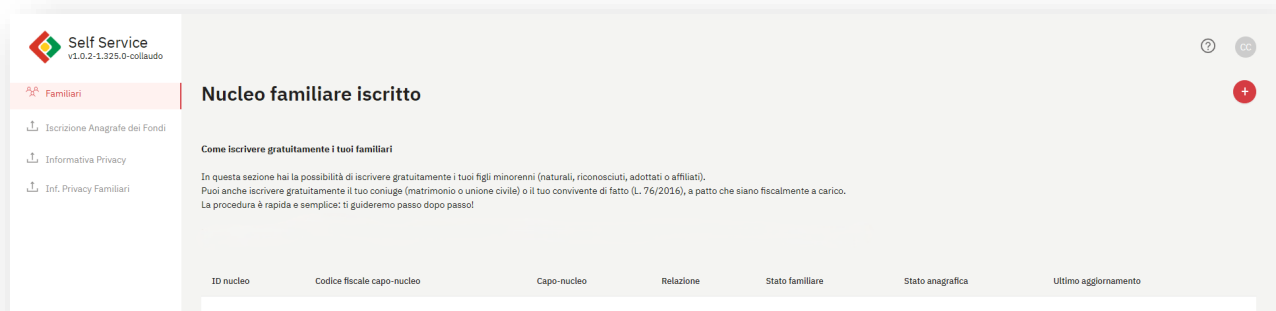 Self Service
v1.0.2-1.325.0-collaudo
CC
Familiari
Iscrizione Anagrafe dei Fondi
Informativa Privacy
Inf. Privacy Familiari
Nucleo familiare iscritto
Come iscrivere gratuitamente i tuoi familiari
In questa sezione hai la possibilità di iscrivere gratuitamente i tuoi figli minorenni (naturali, riconosciuti, adottati o affiliati).
Puoi anche iscrivere gratuitamente il tuo coniuge (matrimonio o unione civile) o il tuo convivente di fatto (L. 76/2016), a patto che siano fiscalmente a carico.
La procedura è rapida e semplice: ti guideremo passo dopo passo!
ID nucleo Codice fiscale capo-nucleo Capo-nucleo Relazione Stato familiare Stato anagrafica Ultimo aggiornamento